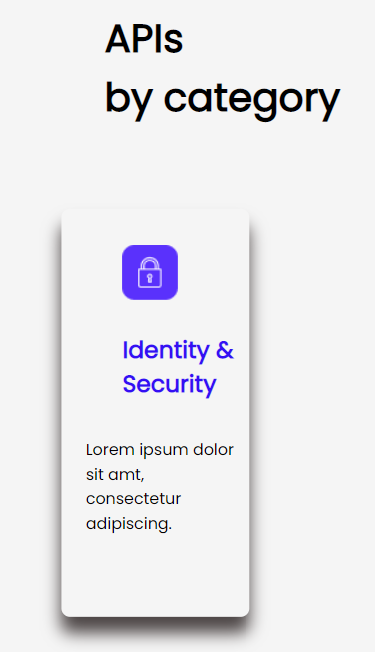 APIs
by category
Identity &
Security
Lorem ipsum dolor
sit amt,
consectetur
adipiscing.